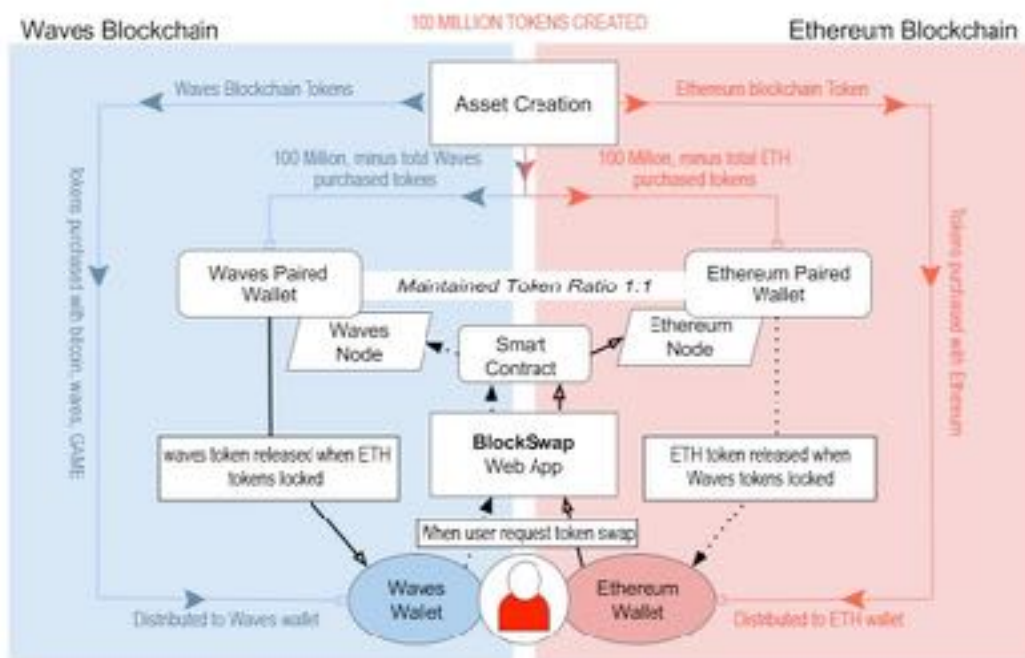 100 MILLION TOKENS CREATED
Waves Blockchain
Ethereum Blockchain
Waves Blockchain Tokens
Asset Creation
Ethereum blockchain Token
100 Million, minus total Waves
purchased tokens
100 Million, minus total ETH
purchased tokens
tokens purchased with bitcoin, waves, GAME
Tokens purchased with Ethereum
Waves Paired
Wallet
Maintained Token Ratio 1:1
Ethereum Paired
Wallet
Waves
Node
Smart
Contract
Ethereum
Node
BlockSwap
Web App
waves token released when ETH
tokens locked
ETH token released when
Waves tokens locked
When user request token swap
Waves
Walet
Ethereum
Wallet
Distributed to Waves wallet
Distributed to ETH wallet